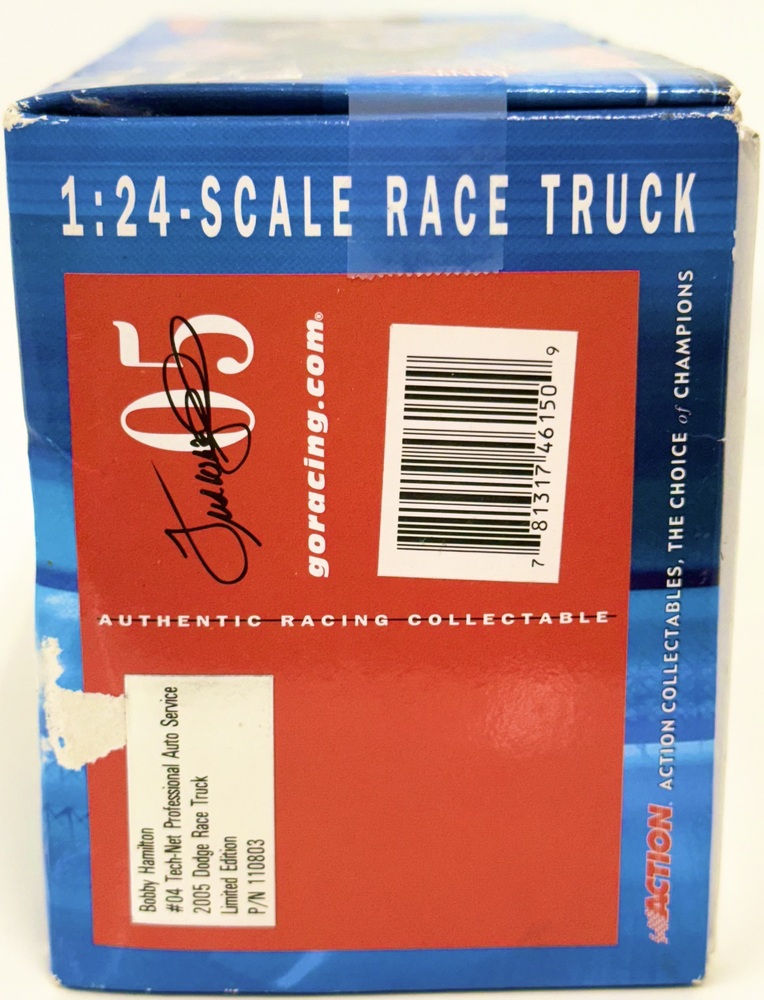 1:24-SCALE RACE TRUCK
05
goracing.com®
7 81317 46150 9
AUTHENTIC RACING COLLECTABLE
Bobby Hamilton
#04 Tech-Net Professional Auto Service
2005 Dodge Race Truck
Limited Edition
P/N 110803
ACTION ACTION COLLECTABLES, THE CHOICE of CHAMPIONS